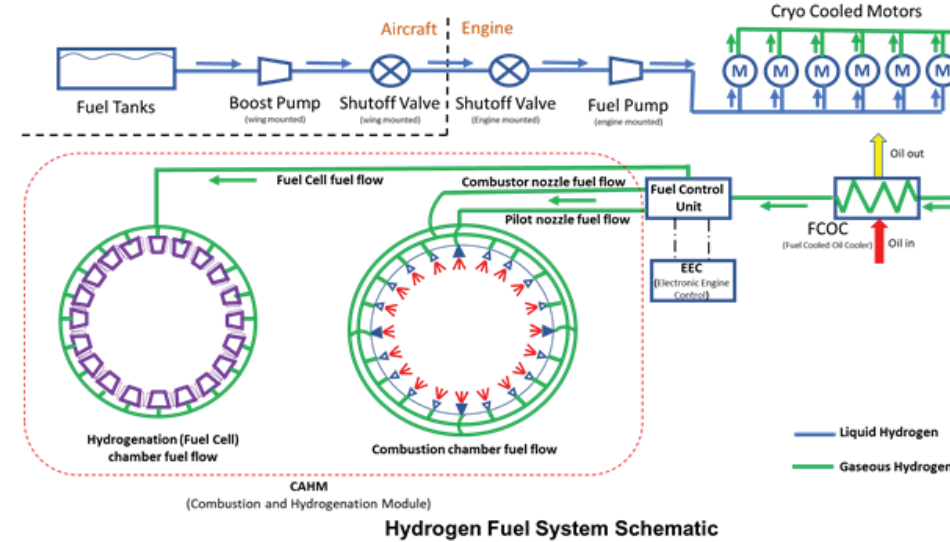 Cryo Cooled Motors
Aircraft
Engine
M M M M M M
Fuel Tanks
Boost Pump
(wing mounted)
Shutoff Valve
(wing mounted)
Shutoff Valve
(Engine mounted)
Fuel Pump
(engine mounted)
Oil out
Fuel Cell fuel flow
Combustor nozzle fuel flow
Pilot nozzle fuel flow
Fuel Control
Unit
FCOC
(Fuel Cooled Oil Cooler)
Oil in
EEC
(Electronic Engine
Control)
Hydrogenation (Fuel Cell)
chamber fuel flow
Combustion chamber fuel flow
Liquid Hydrogen
Gaseous Hydrogen
CAHM
(Combustion and Hydrogenation Module)
Hydrogen Fuel System Schematic